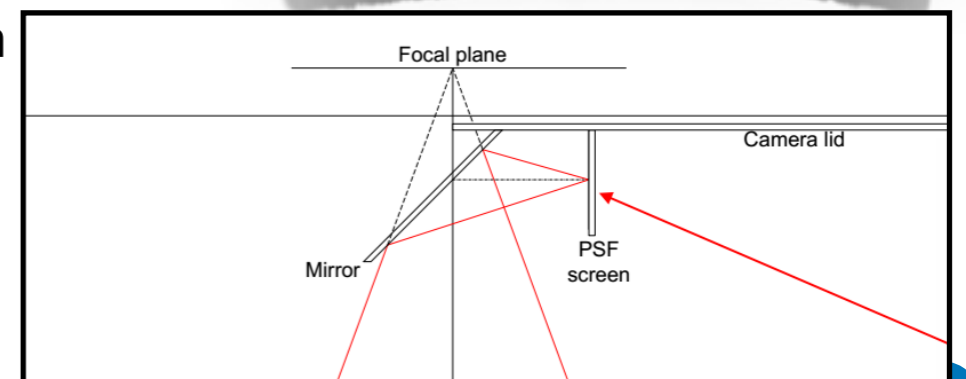 n
Focal plane
Camera lid
PSF
screen
Mirror